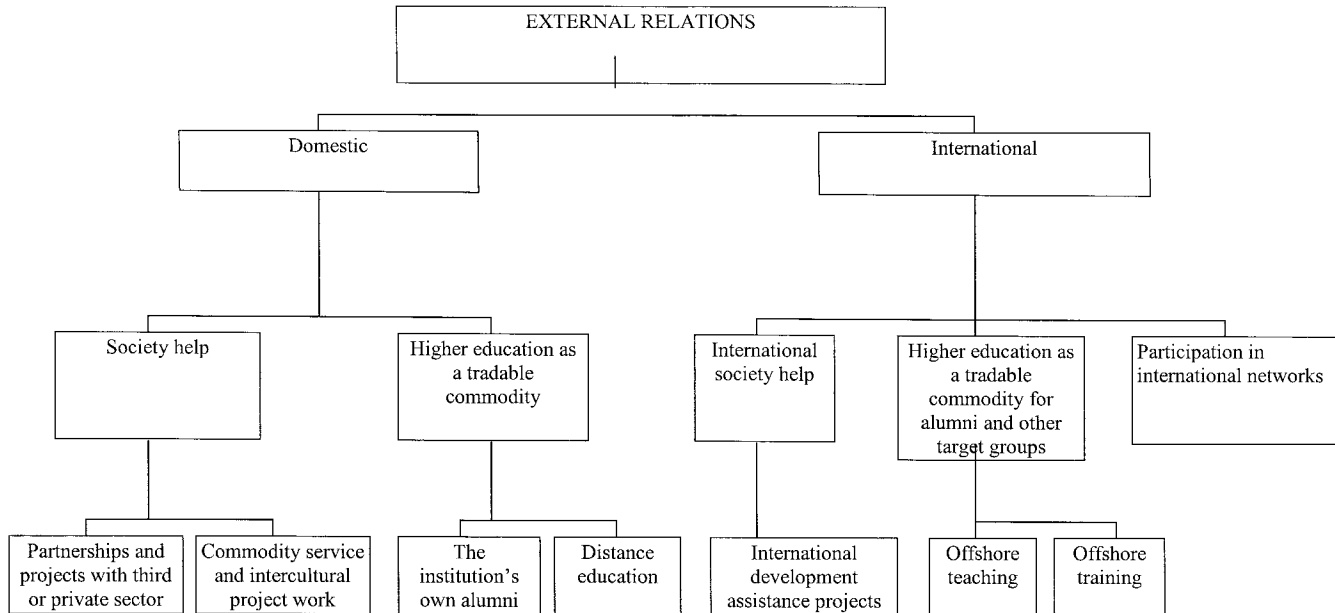 EXTERNAL RELATIONS
Domestic
International
Society help
Higher education as
a tradable
commodity
International
society help
Higher education as
a tradable
commodity for
alumni and other
target groups
Participation in
international networks
Partnerships and
projects with third
or private sector
Commodity service
and intercultural
project work
The
institution's
own alumni
Distance
education
International
development
assistance projects
Offshore
teaching
Offshore
training